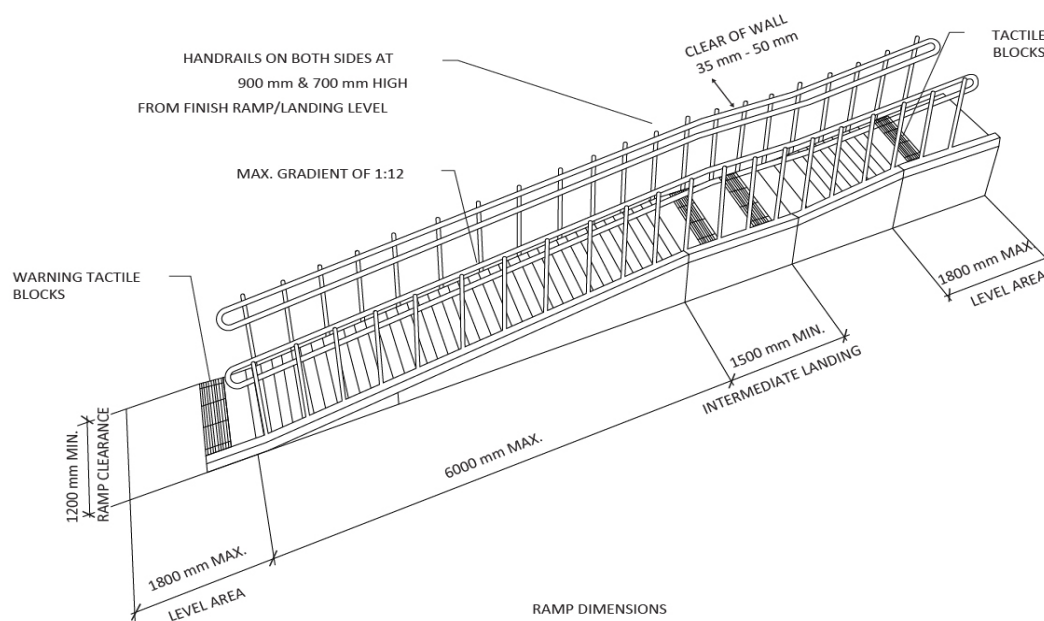 HANDRAILS ON BOTH SIDES AT
900 mm & 700 mm HIGH
FROM FINISH RAMP/LANDING LEVEL
CLEAR OF WALL
35 mm - 50 mm
TACTILE
BLOCKS
MAX. GRADIENT OF 1:12
WARNING TACTILE
BLOCKS
1800 mm MAX.
LEVEL AREA
1500 mm MIN.
INTERMEDIATE LANDING
1200 mm MIN.
RAMP CLEARANCE
6000 mm MAX.
1800 mm MAX.
LEVEL AREA
RAMP DIMENSIONS